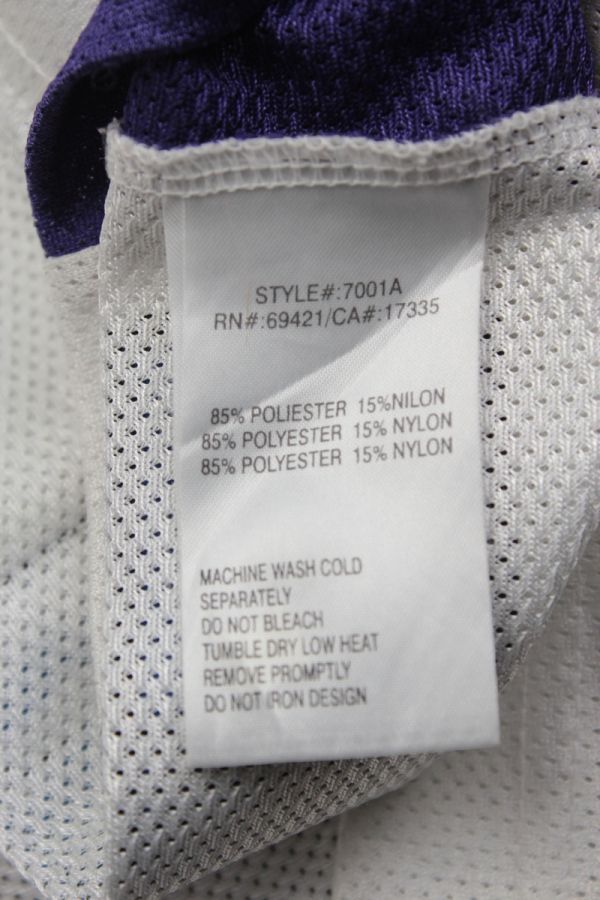 STYLE#:7001A
RN#:69421/CA#:17335
85% POLIESTER 15%NILON
85% POLYESTER 15% NYLON
85% POLYESTER 15% NYLON
MACHINE WASH COLD
SEPARATELY
DO NOT BLEACH
TUMBLE DRY LOW HEAT
REMOVE PROMPTLY
DO NOT IRON DESIGN